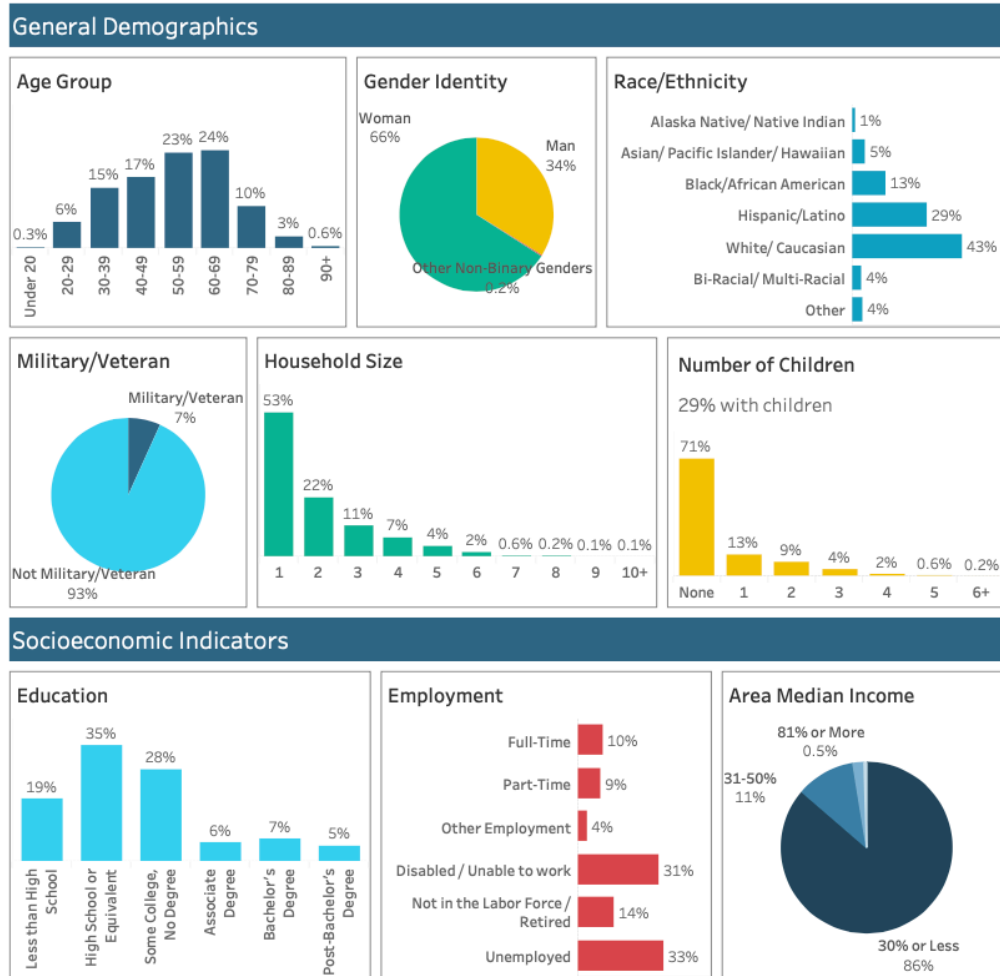 General Demographics
Age Group
0.3%
6%
15%
17%
23%
24%
10%
3%
0.6%
Under 20
20-29
30-39
40-49
50-59
60-69
70-79
80-89
90+
Gender Identity
Woman
66%
Man
34%
Other Non-Binary Genders
0.2%
Race/Ethnicity
Alaska Native/ Native Indian 1%
Asian/ Pacific Islander/ Hawaiian 5%
Black/African American 13%
Hispanic/Latino 29%
White/ Caucasian 43%
Bi-Racial/ Multi-Racial 4%
Other 4%
Military/Veteran
Military/Veteran
7%
Not Military/Veteran
93%
Household Size
53%
22%
11%
7%
4%
2%
0.6%
0.2%
0.1%
0.1%
1 2 3 4 5 6 7 8 9 10+
Number of Children
29% with children
71%
13%
9%
4%
2%
0.6%
0.2%
None 1 2 3 4 5 6+
Socioeconomic Indicators
Education
19%
35%
28%
6%
7%
5%
Less than High
School
High School or
Equivalent
Some College,
No Degree
Associate
Degree
Bachelor's
Degree
Post-Bachelor's
Degree
Employment
Full-Time 10%
Part-Time 9%
Other Employment 4%
Disabled / Unable to work 31%
Not in the Labor Force /
Retired
14%
Unemployed 33%
Area Median Income
81% or More
0.5%
31-50%
11%
30% or Less
86%